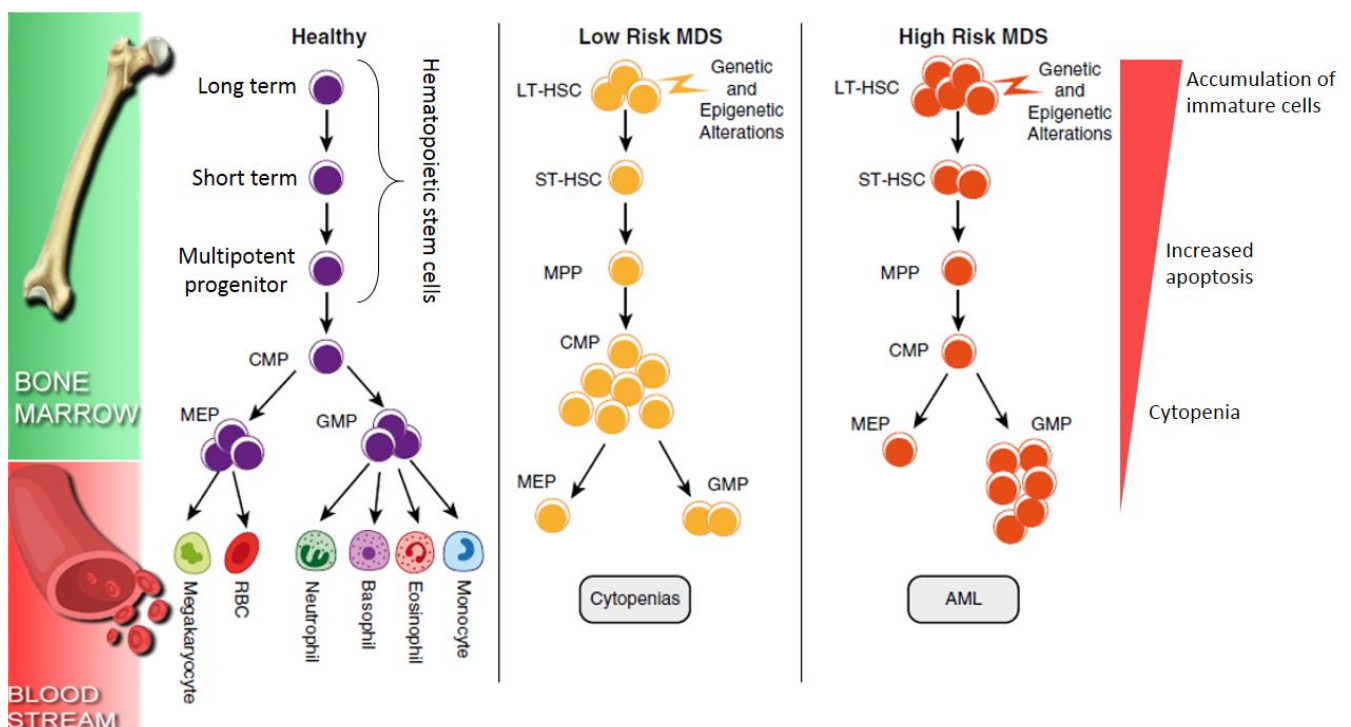 Healthy
Long term
Short term
Multipotent
progenitor
Hematopoietic stem cells
CMP
MEP
GMP
Megakaryocyte
RBC
Neutrophil
Basophil
Eosinophil
Monocyte
BONE
MARROW
BLOOD
STREAM
Low Risk MDS
LT-HSC
Genetic
and
Epigenetic
Alterations
ST-HSC
MPP
CMP
MEP
GMP
Cytopenias
High Risk MDS
LT-HSC
Genetic
and
Epigenetic
Alterations
ST-HSC
MPP
CMP
MEP
GMP
AML
Accumulation of
immature cells
Increased
apoptosis
Cytopenia